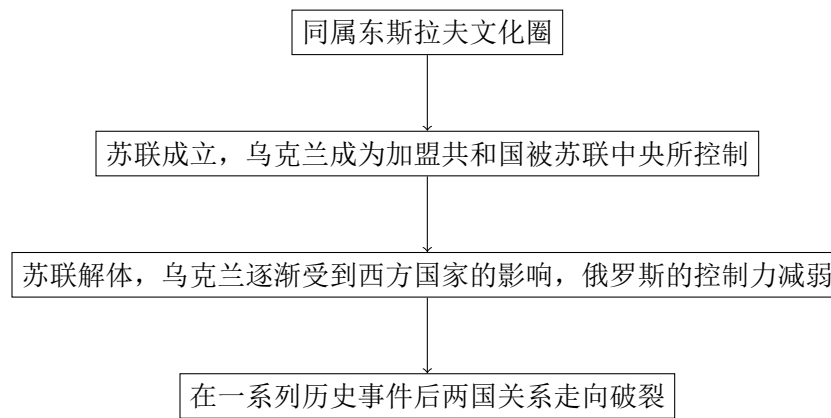 同属东斯拉夫文化圈
苏联成立，乌克兰成为加盟共和国被苏联中央所控制
苏联解体，乌克兰逐渐受到西方国家的影响，俄罗斯的控制力减弱
在一系列历史事件后两国关系走向破裂